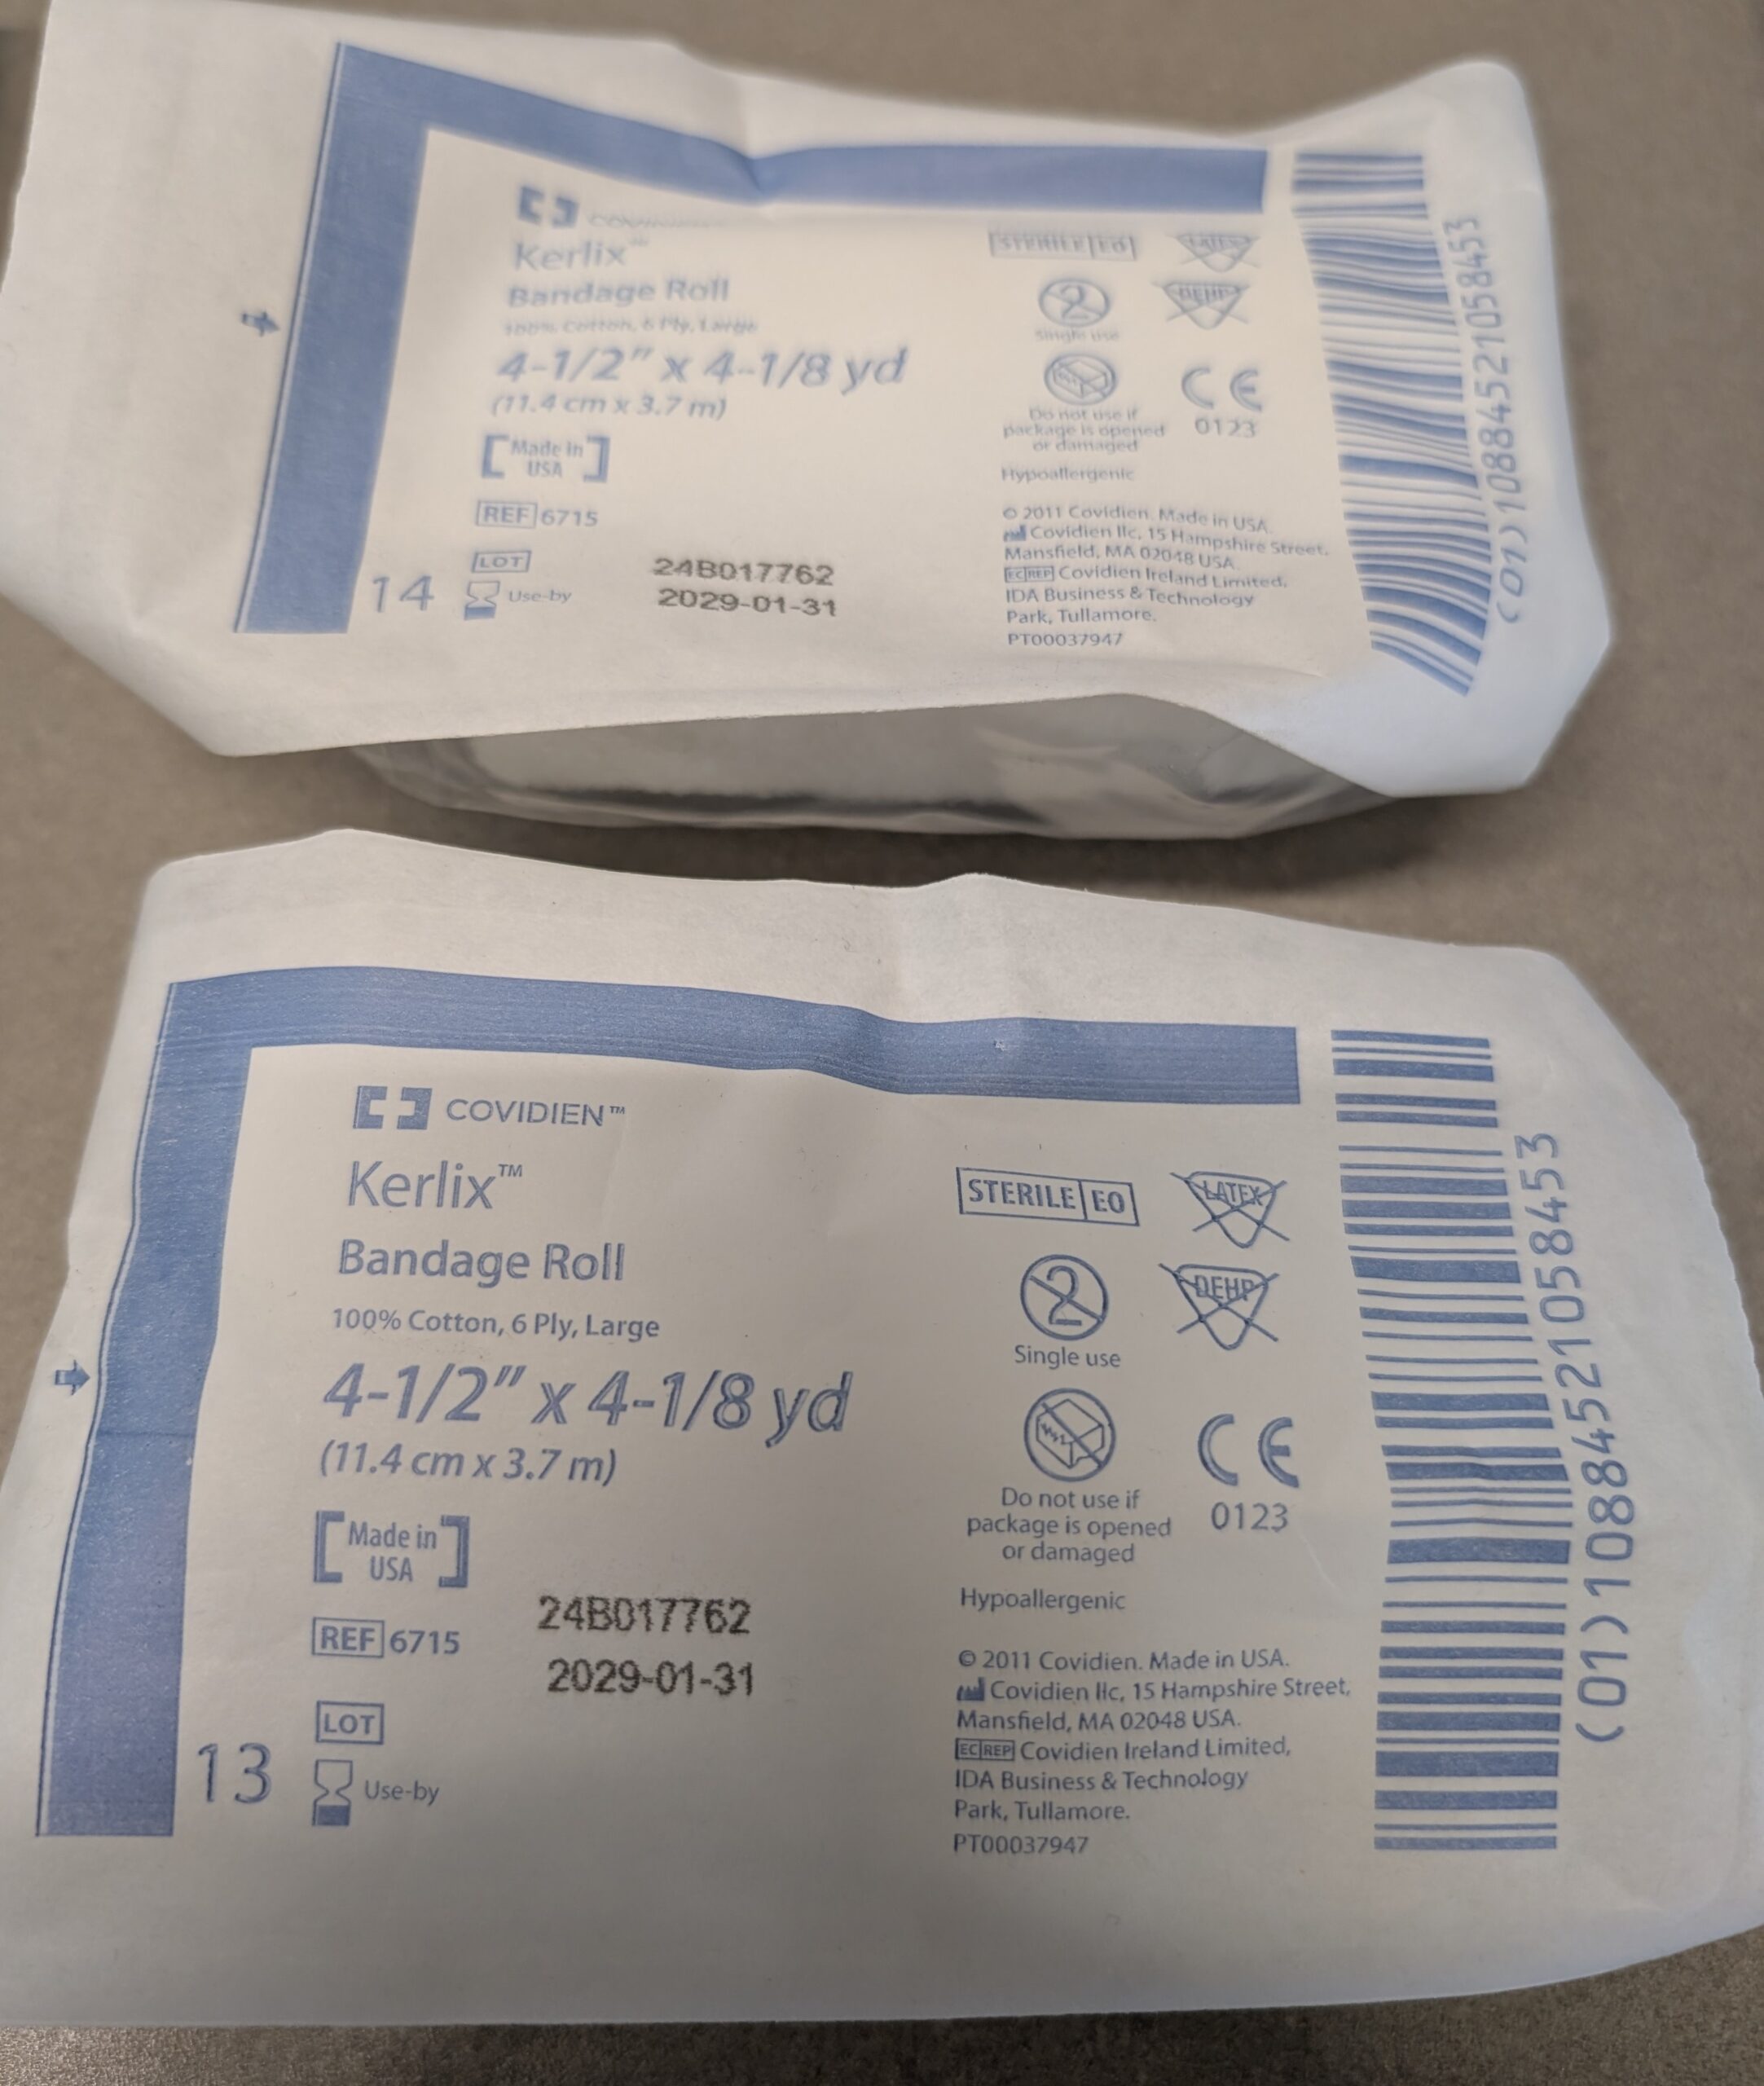 COVIDIEN
Kerlix™
Bandage Roll
100% Cotton, 6 Ply, Large
4-1/2” x 4-1/8 yd
(11.4 cm x 3.7 m)
Made in
USA
REF 6715
LOT
24B017762
14
Use-by
2029-01-31
STERILE EO
LATEX
2
DEHP
Single use
Do not use if
package is opened
or damaged
CE
0123
Hypoallergenic
© 2011 Covidien. Made in USA.
Covidien llc, 15 Hampshire Street,
Mansfield, MA 02048 USA.
EC REP Covidien Ireland Limited,
IDA Business & Technology
Park, Tullamore.
PT00037947
(01)10884521058453
COVIDIEN™
Kerlix™
Bandage Roll
100% Cotton, 6 Ply, Large
4-1/2” x 4-1/8 yd
(11.4 cm x 3.7 m)
Made in
USA
24B017762
REF 6715
2029-01-31
LOT
13
Use-by
STERILE EO
LATEX
2
DEHP
Single use
Do not use if
package is opened
or damaged
CE
0123
Hypoallergenic
© 2011 Covidien. Made in USA.
Covidien llc, 15 Hampshire Street,
Mansfield, MA 02048 USA.
EC REP Covidien Ireland Limited,
IDA Business & Technology
Park, Tullamore.
PT00037947
(01)10884521058453